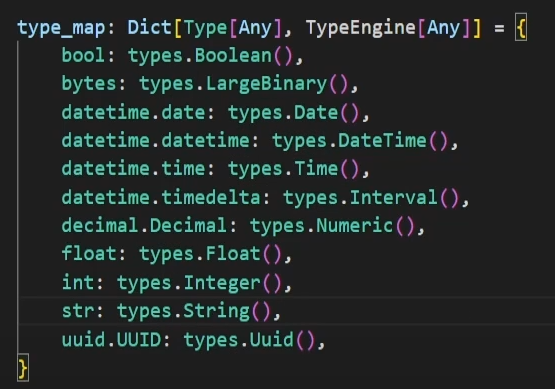 type_map: Dict[Type[Any], TypeEngine[Any]] = {
    bool: types.Boolean(),
    bytes: types.LargeBinary(),
    datetime.date: types.Date(),
    datetime.datetime: types.DateTime(),
    datetime.time: types.Time(),
    datetime.timedelta: types.Interval(),
    decimal.Decimal: types.Numeric(),
    float: types.Float(),
    int: types.Integer(),
    str: types.String(),
    uuid.UUID: types.Uuid(),
}